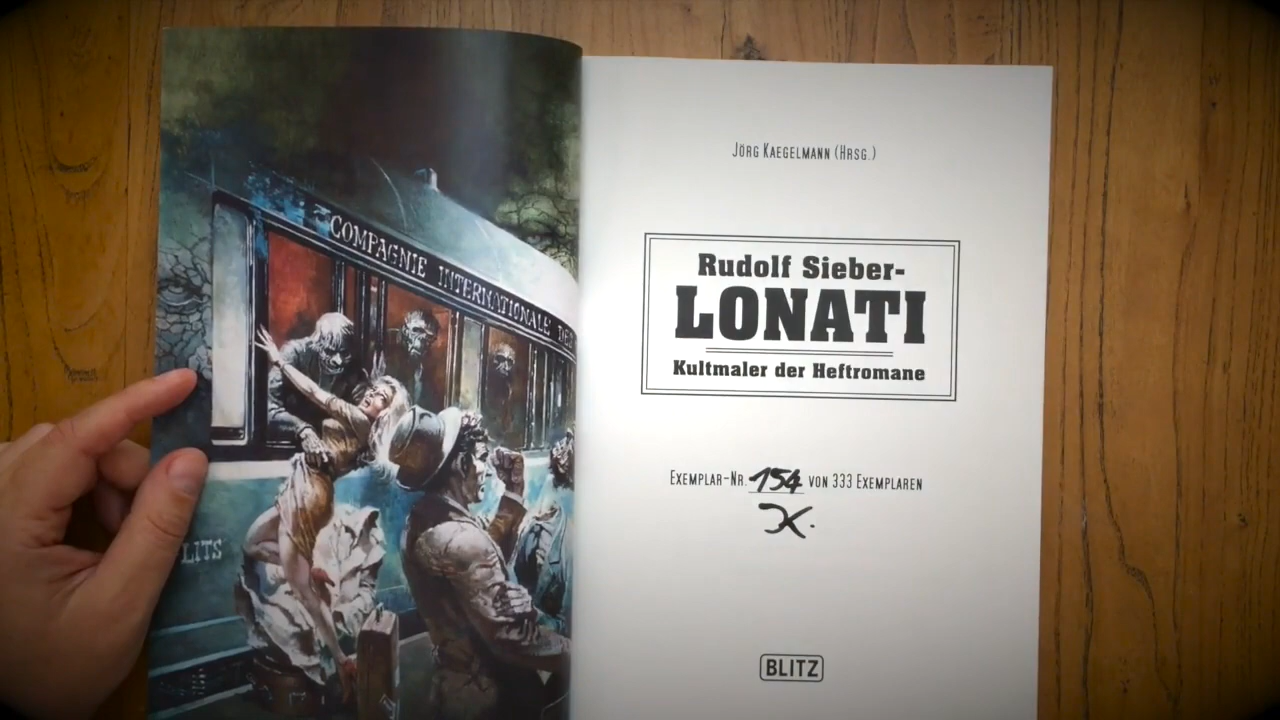 COMPAGNIE INTERNATIONALE DES
LITS
JÖRG KAEGELMANN (HRSG.)
Rudolf Sieber-
LONATI
Kultmaler der Heftromane
EXEMPLAR-NR. 154 VON 333 EXEMPLAREN
BLITZ